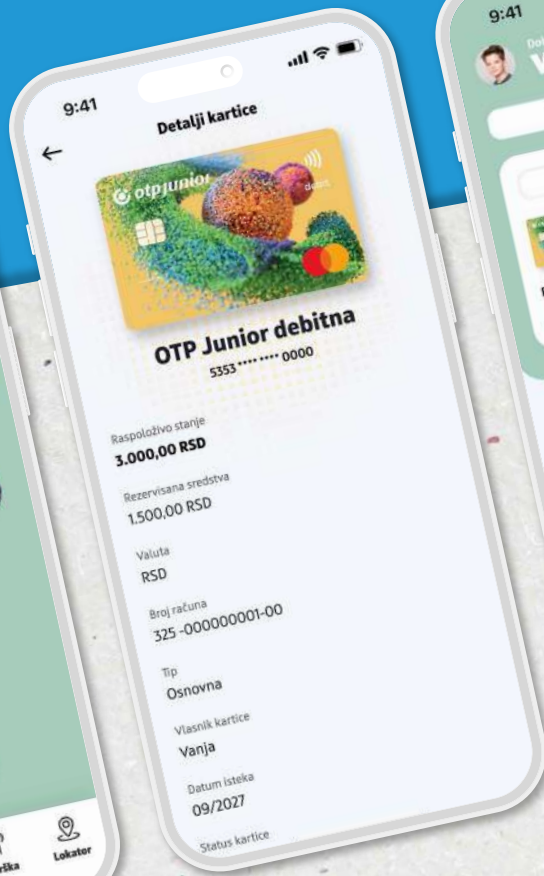 9:41
Detalji kartice
otp junior
debit
OTP Junior debitna
5353 •••• •••• 0000
Raspoloživo stanje
3.000,00 RSD
Rezervisana sredstva
1.500,00 RSD
Valuta
RSD
Broj računa
325 -000000001-00
Tip
Osnovna
Vlasnik kartice
Vanja
Datum isteka
09/2027
Status kartice
Lokator
9:41